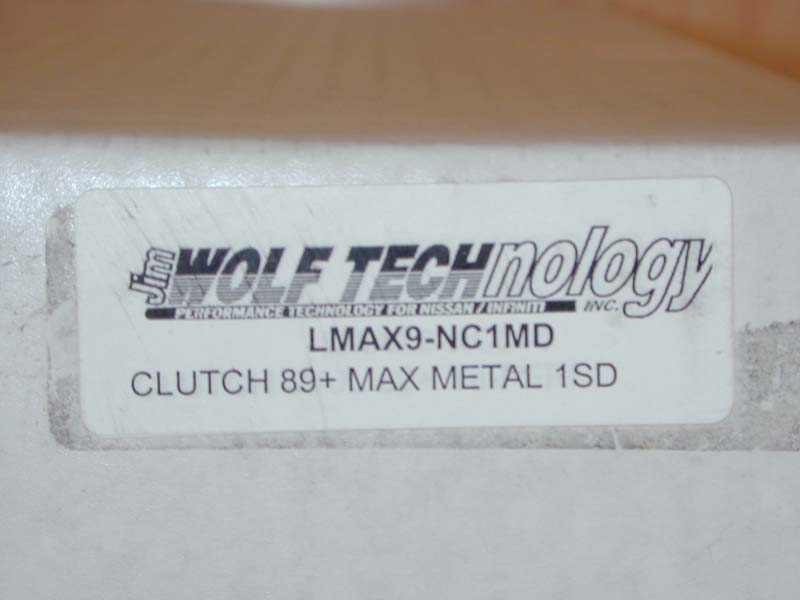 Jim WOLF TECHnology INC.
PERFORMANCE TECHNOLOGY FOR NISSAN / INFINITI
LMAX9-NC1MD
CLUTCH 89+ MAX METAL 1SD